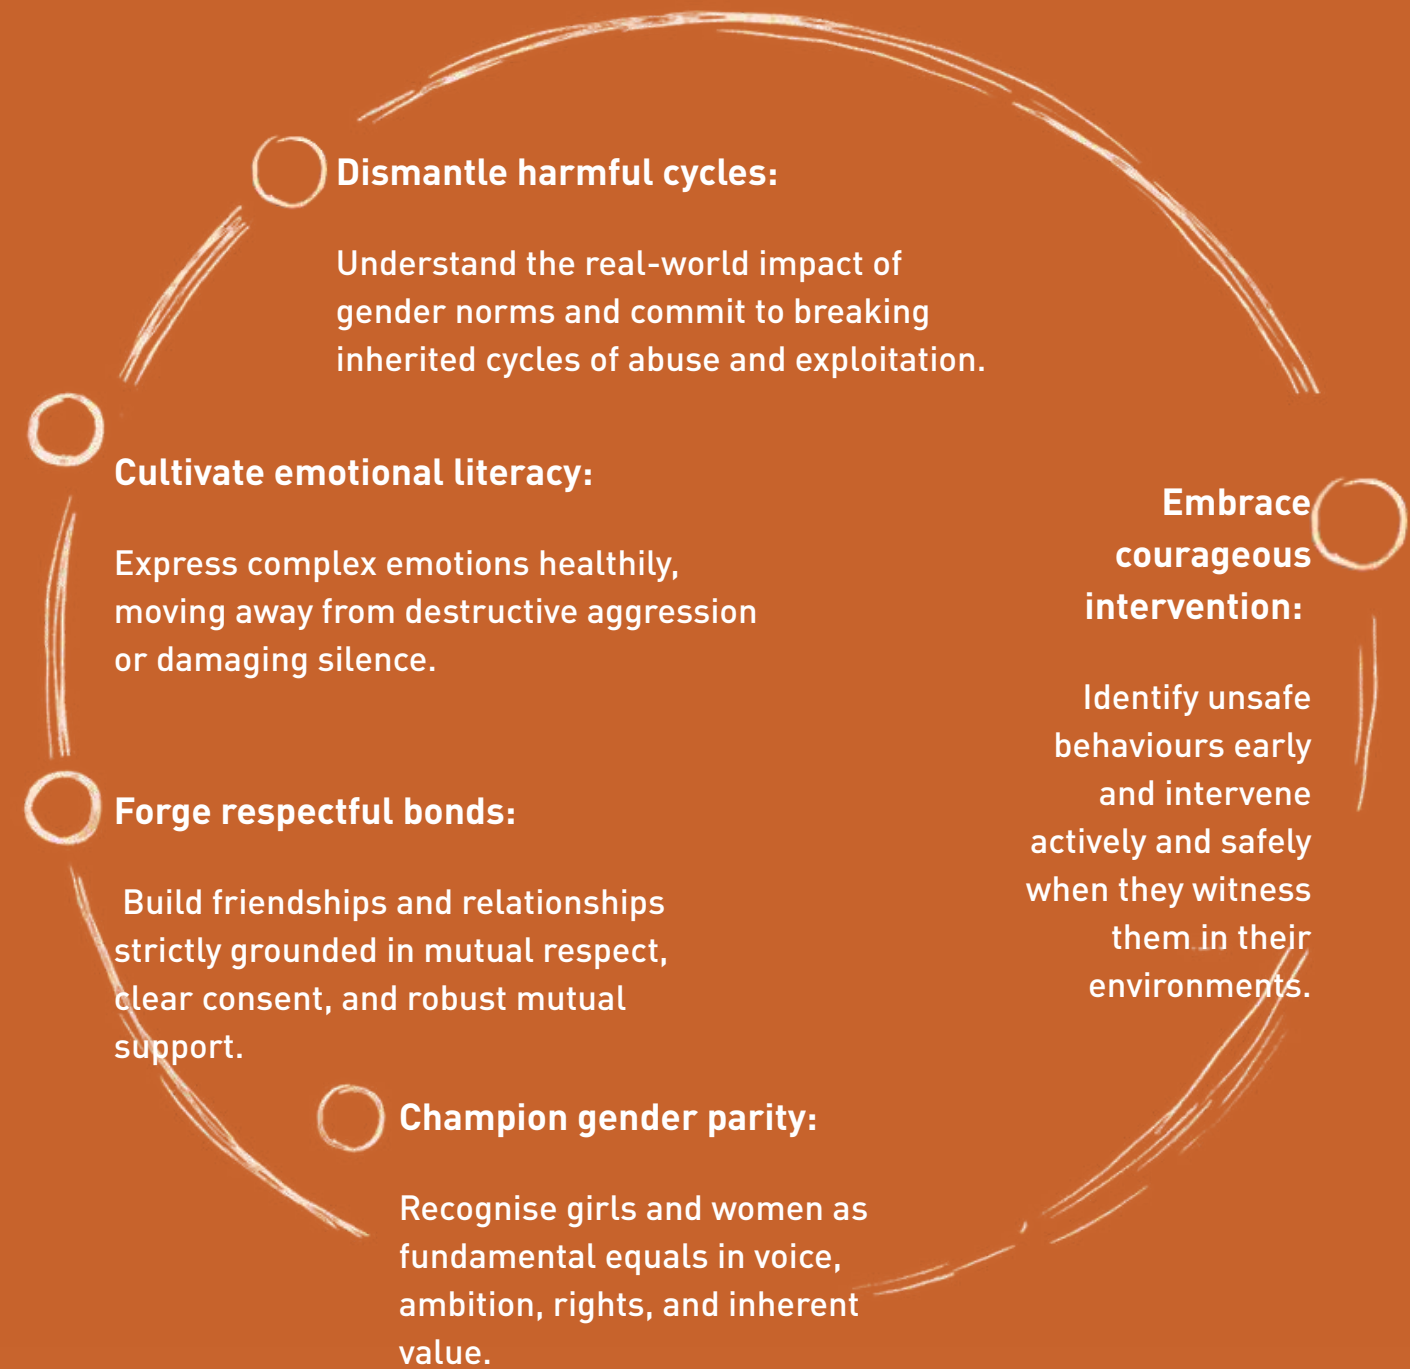 Dismantle harmful cycles:
Understand the real-world impact of
gender norms and commit to breaking
inherited cycles of abuse and exploitation.
Cultivate emotional literacy:
Express complex emotions healthily,
moving away from destructive aggression
or damaging silence.
Forge respectful bonds:
Build friendships and relationships
strictly grounded in mutual respect,
clear consent, and robust mutual
support.
Champion gender parity:
Recognise girls and women as
fundamental equals in voice,
ambition, rights, and inherent
value.
Embrace
courageous
intervention:
Identify unsafe
behaviours early
and intervene
actively and safely
when they witness
them in their
environments.